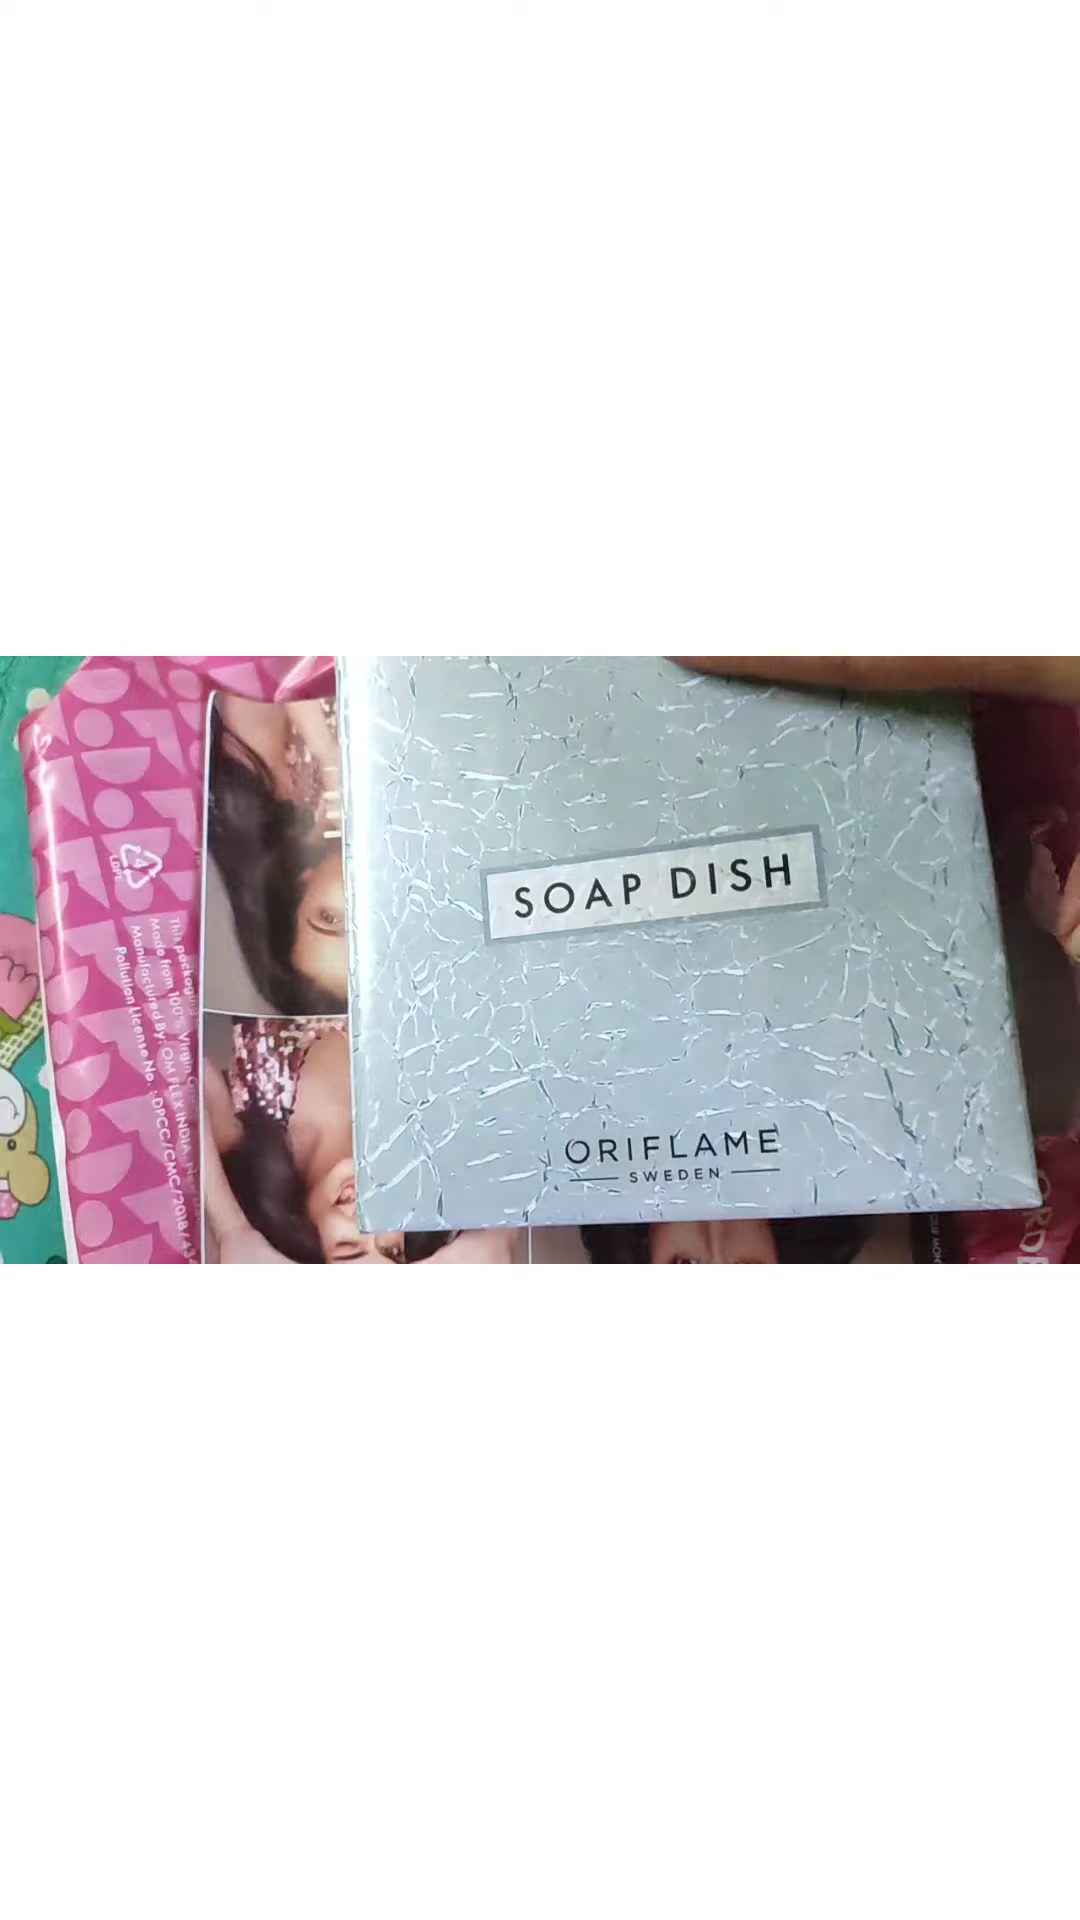 SOAP DISH
ORIFLAME
SWEDEN
LDPE
This packaging
Made from 100% Virgin
Manufactured By: OM FLEX INDIA,
Pollution License No. : DPCC/CMC/2018/